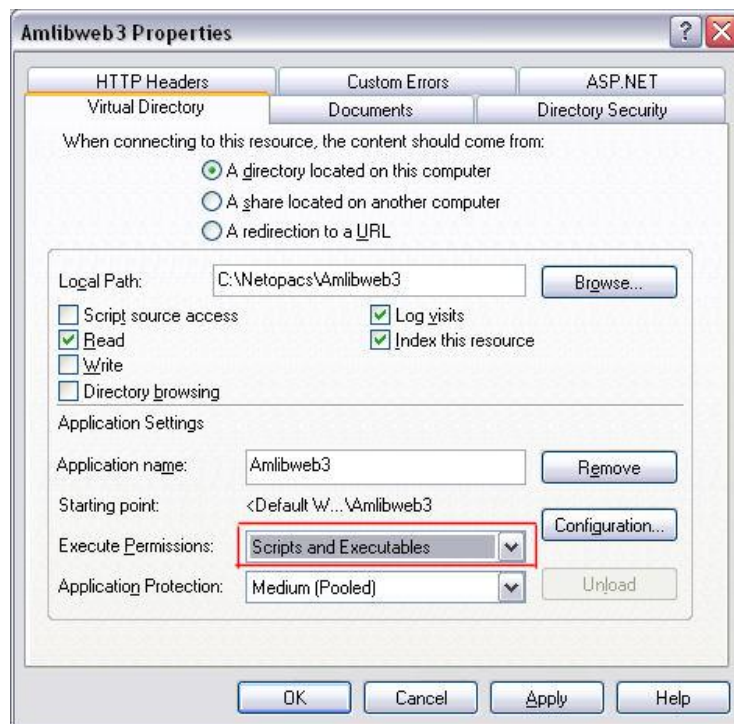 Amlibweb3 Properties
HTTP Headers
Custom Errors
ASP.NET
Virtual Directory
Documents
Directory Security
When connecting to this resource, the content should come from:
A directory located on this computer
A share located on another computer
A redirection to a URL
Local Path:
C:\Netopacs\Amlibweb3
Browse...
Script source access
Log visits
Read
Index this resource
Write
Directory browsing
Application Settings
Application name:
Amlibweb3
Remove
Starting point:
<Default W...\Amlibweb3
Configuration...
Execute Permissions:
Scripts and Executables
Application Protection:
Medium (Pooled)
Unload
OK
Cancel
Apply
Help